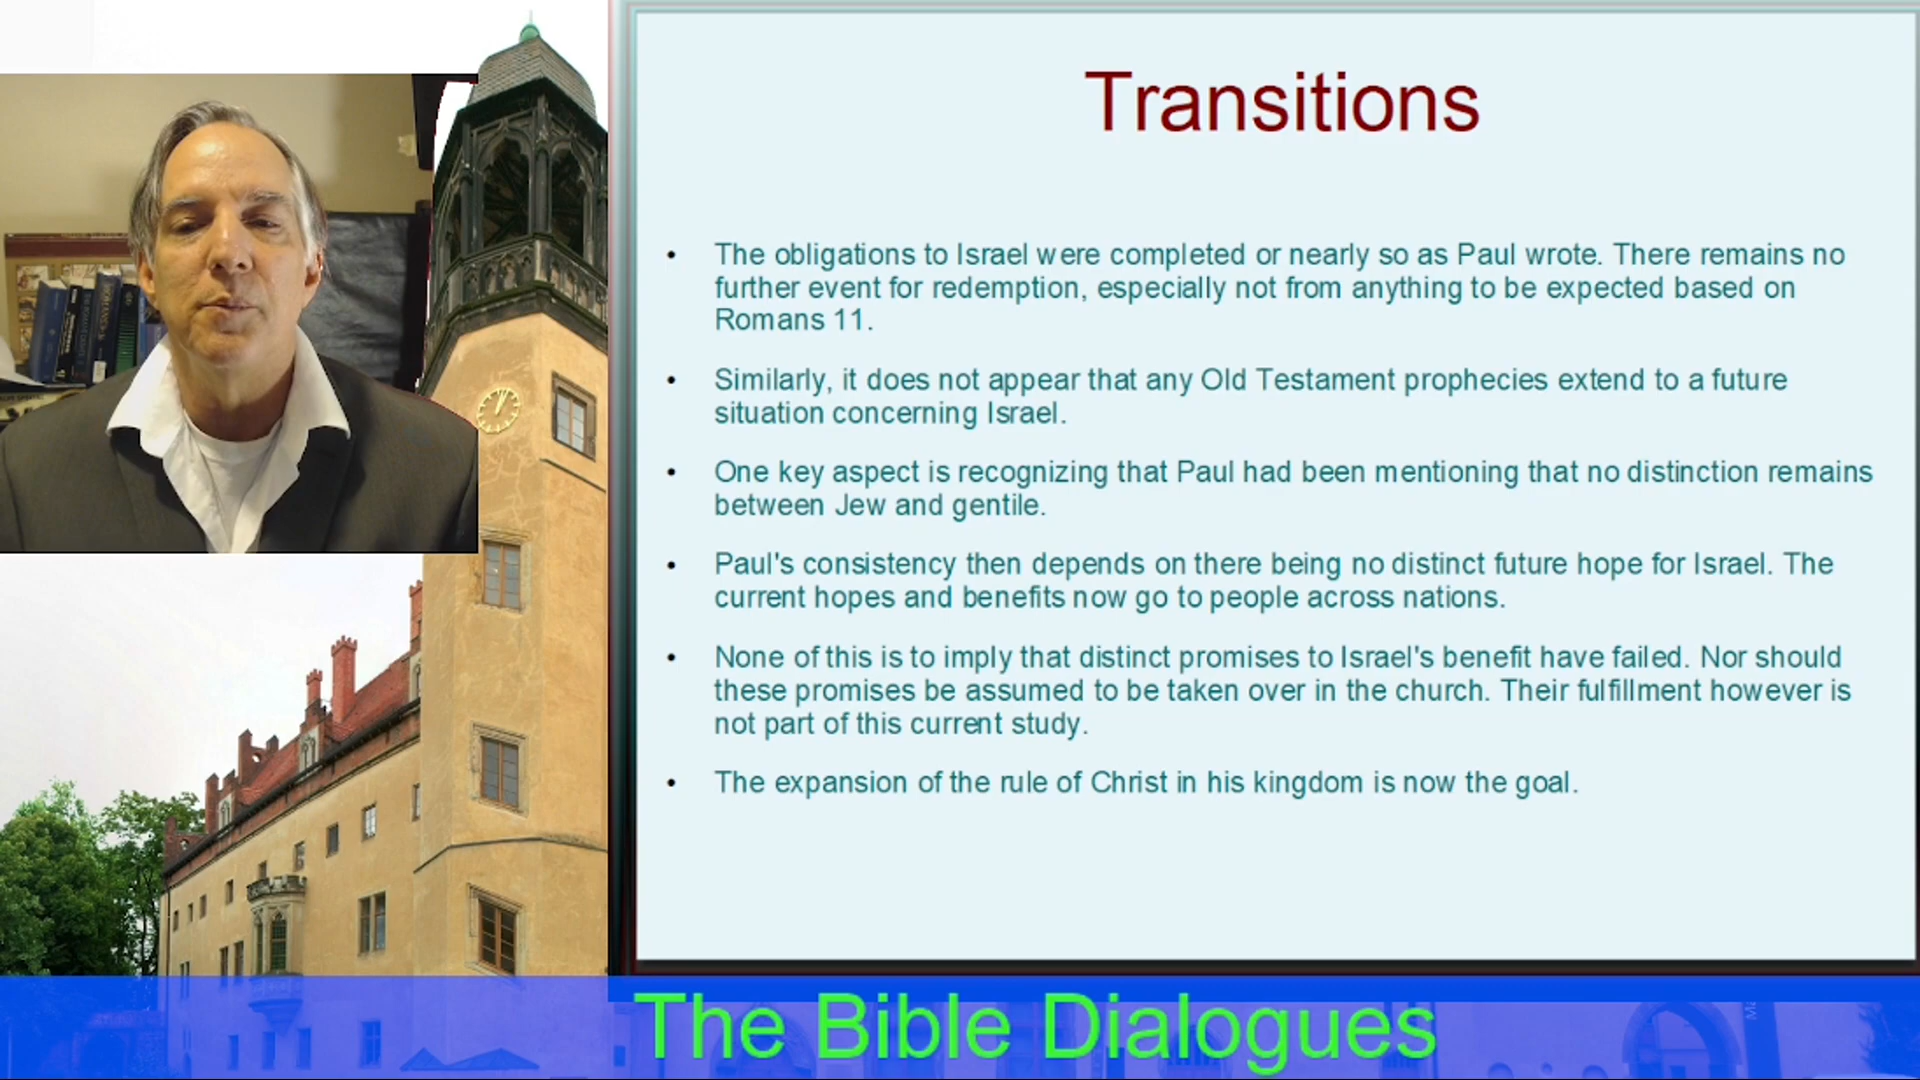 Transitions
• The obligations to Israel were completed or nearly so as Paul wrote. There remains no
further event for redemption, especially not from anything to be expected based on
Romans 11.
• Similarly, it does not appear that any Old Testament prophecies extend to a future
situation concerning Israel.
• One key aspect is recognizing that Paul had been mentioning that no distinction remains
between Jew and gentile.
• Paul's consistency then depends on there being no distinct future hope for Israel. The
current hopes and benefits now go to people across nations.
• None of this is to imply that distinct promises to Israel's benefit have failed. Nor should
these promises be assumed to be taken over in the church. Their fulfillment however is
not part of this current study.
• The expansion of the rule of Christ in his kingdom is now the goal.
The Bible Dialogues